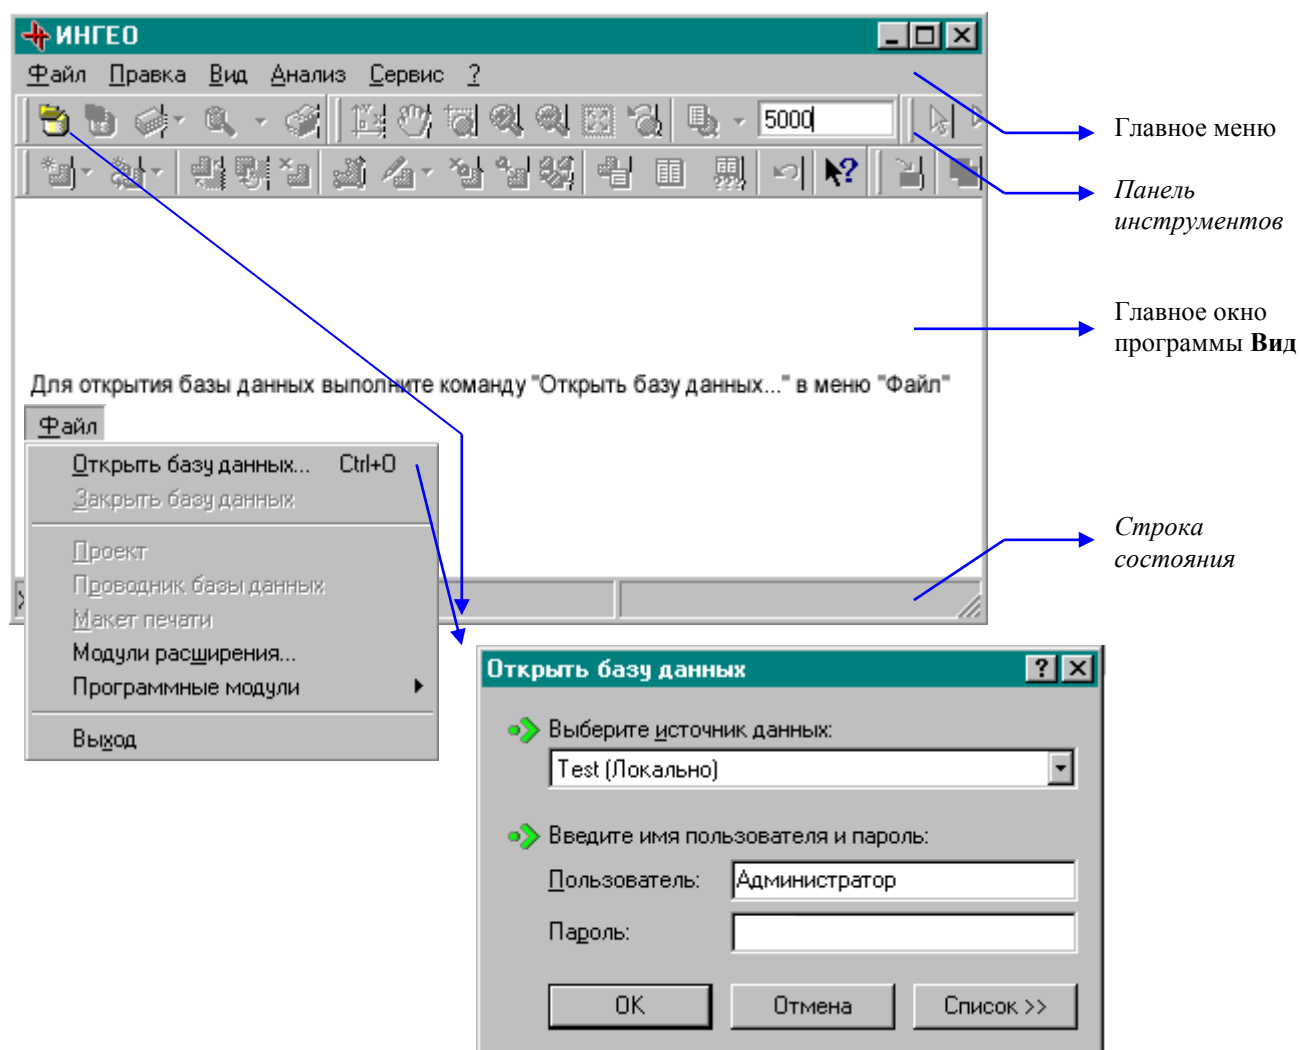 ИНГЕО
Файл Правка Вид Анализ Сервис ?
5000
Главное меню
Панель
инструментов
Главное окно
программы Вид
Для открытия базы данных выполните команду "Открыть базу данных..." в меню "Файл"
Файл
Открыть базу данных... Ctrl+O
Закрыть базу данных
Проект
Проводник базы данных
Макет печати
Модули расширения...
Программные модули
Выход
Строка
состояния
Открыть базу данных
Выберите источник данных:
Test (Локально)
Введите имя пользователя и пароль:
Пользователь: Администратор
Пароль:
OK Отмена Список >>